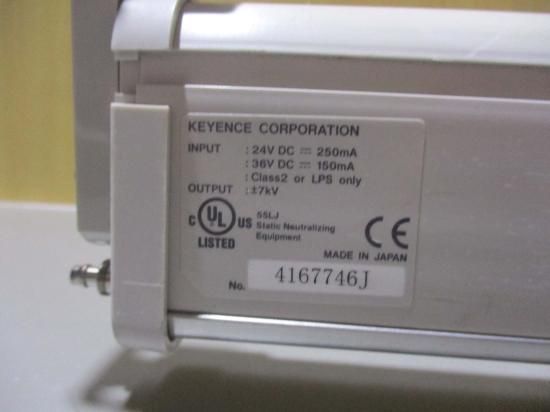 KEYENCE CORPORATION
INPUT : 24V DC ⎓ 250mA
: 36V DC ⎓ 150mA
: Class2 or LPS only
OUTPUT : ±7kV
C UL US
LISTED
55LJ
Static Neutralizing
Equipment
CE
MADE IN JAPAN
No. 4167746J